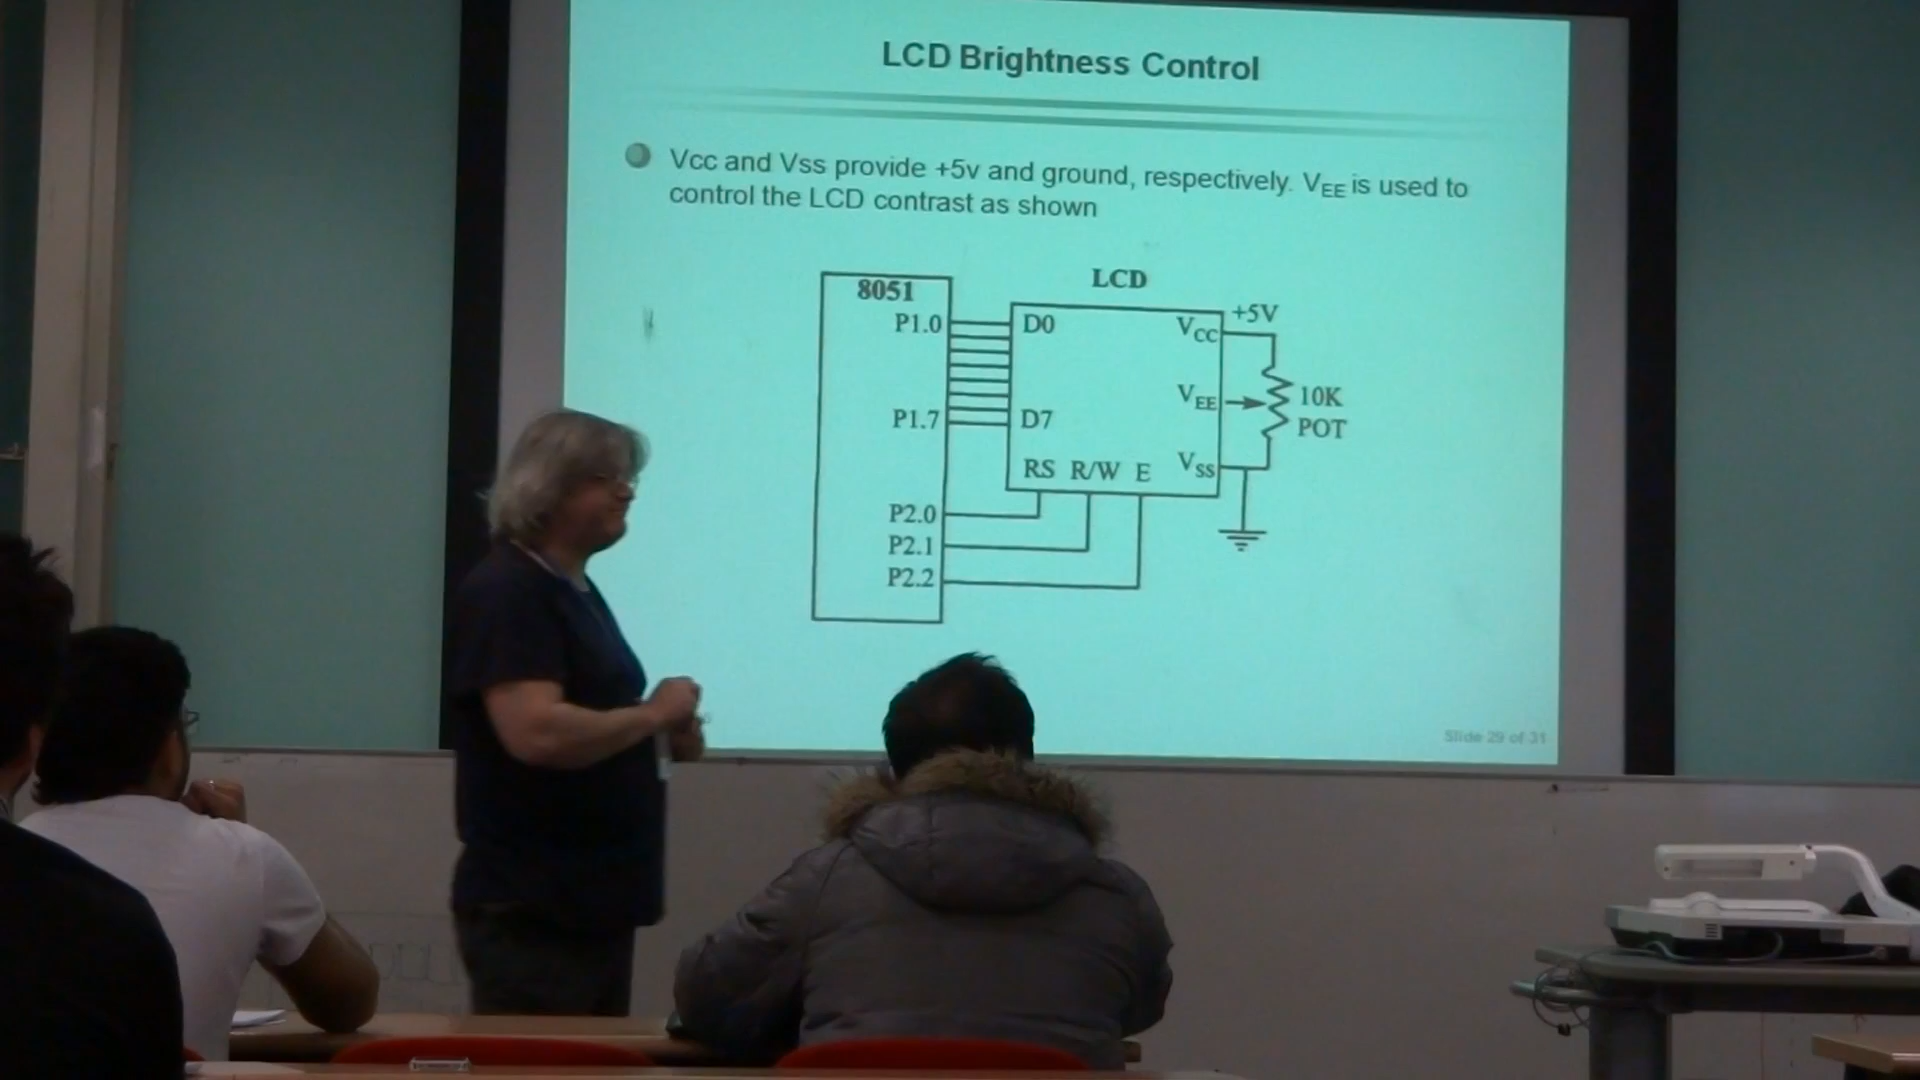 LCD Brightness Control
Vcc and Vss provide +5v and ground, respectively. VEE is used to
control the LCD contrast as shown
LCD
8051
+5V
P1.0
D0
VCC
VEE
10K
POT
P1.7
D7
RS R/W E
VSS
P2.0
P2.1
P2.2
Slide 29 of 31